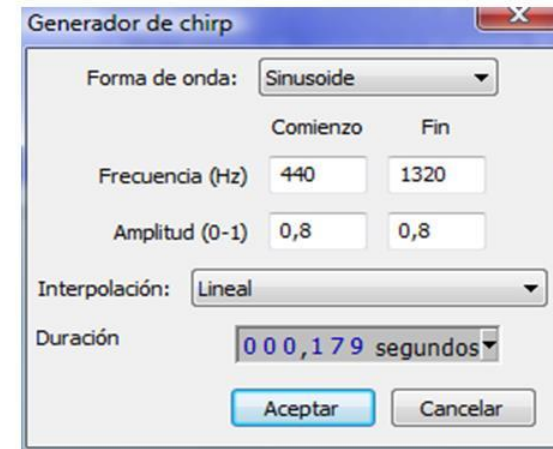 Generador de chirp
Forma de onda: Sinusoide
Comienzo Fin
Frecuencia (Hz) 440 1320
Amplitud (0-1) 0,8 0,8
Interpolación: Lineal
Duración 000,179 segundos
Aceptar Cancelar